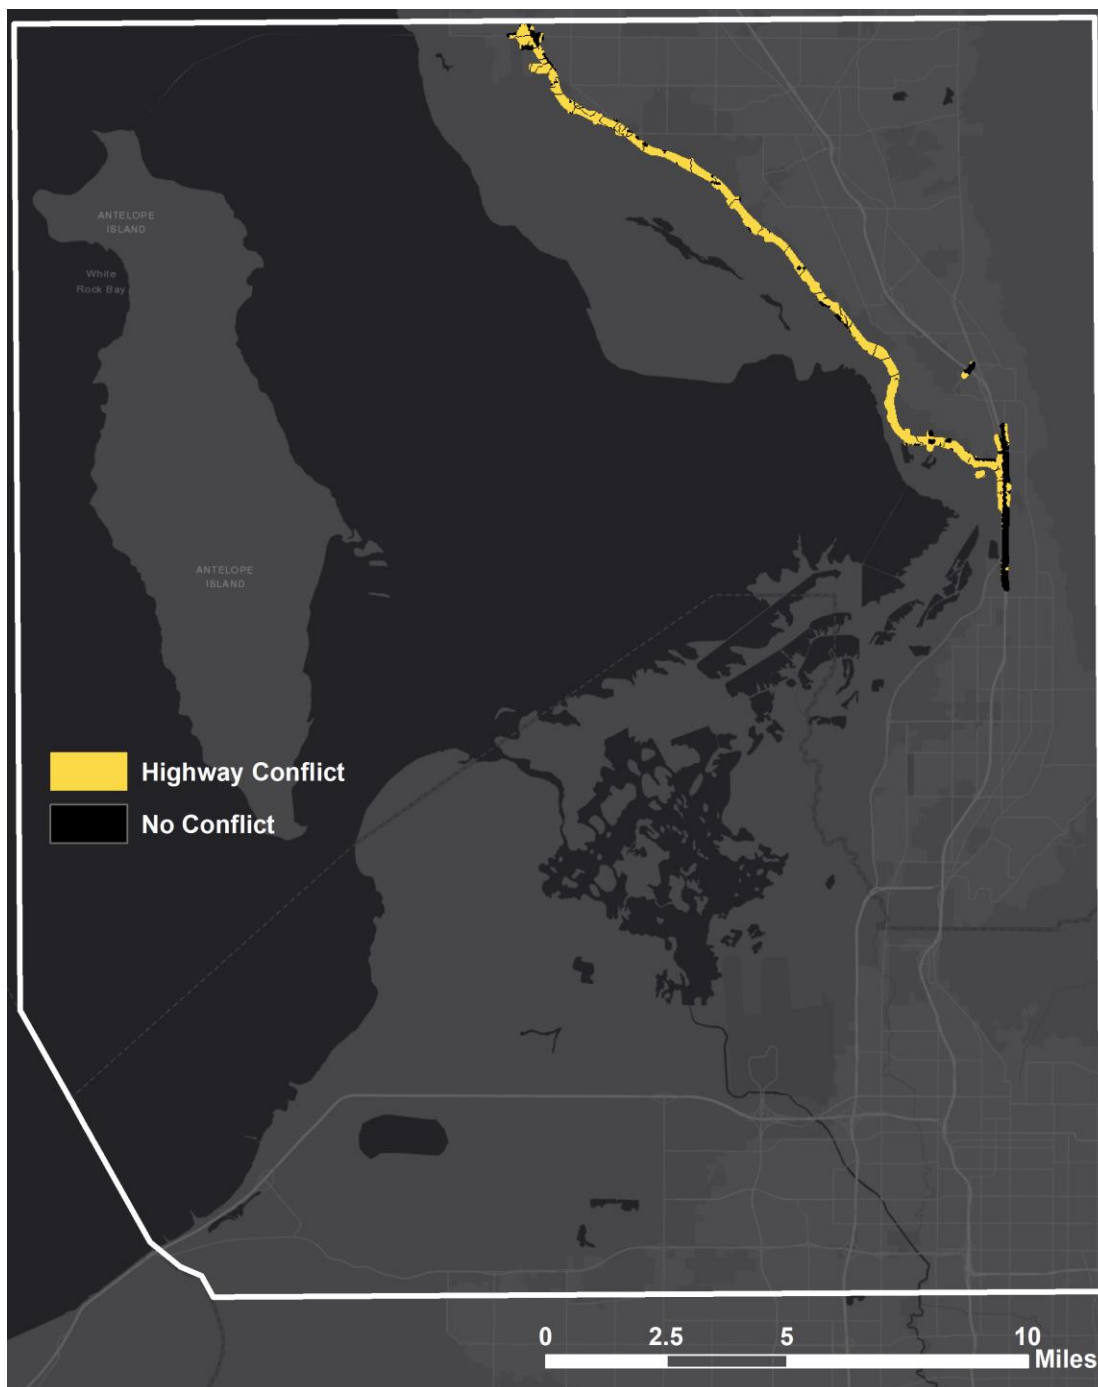 ANTELOPE
ISLAND
White
Rock Bay
ANTELOPE
ISLAND
Highway Conflict
No Conflict
0 2.5 5 10
Miles